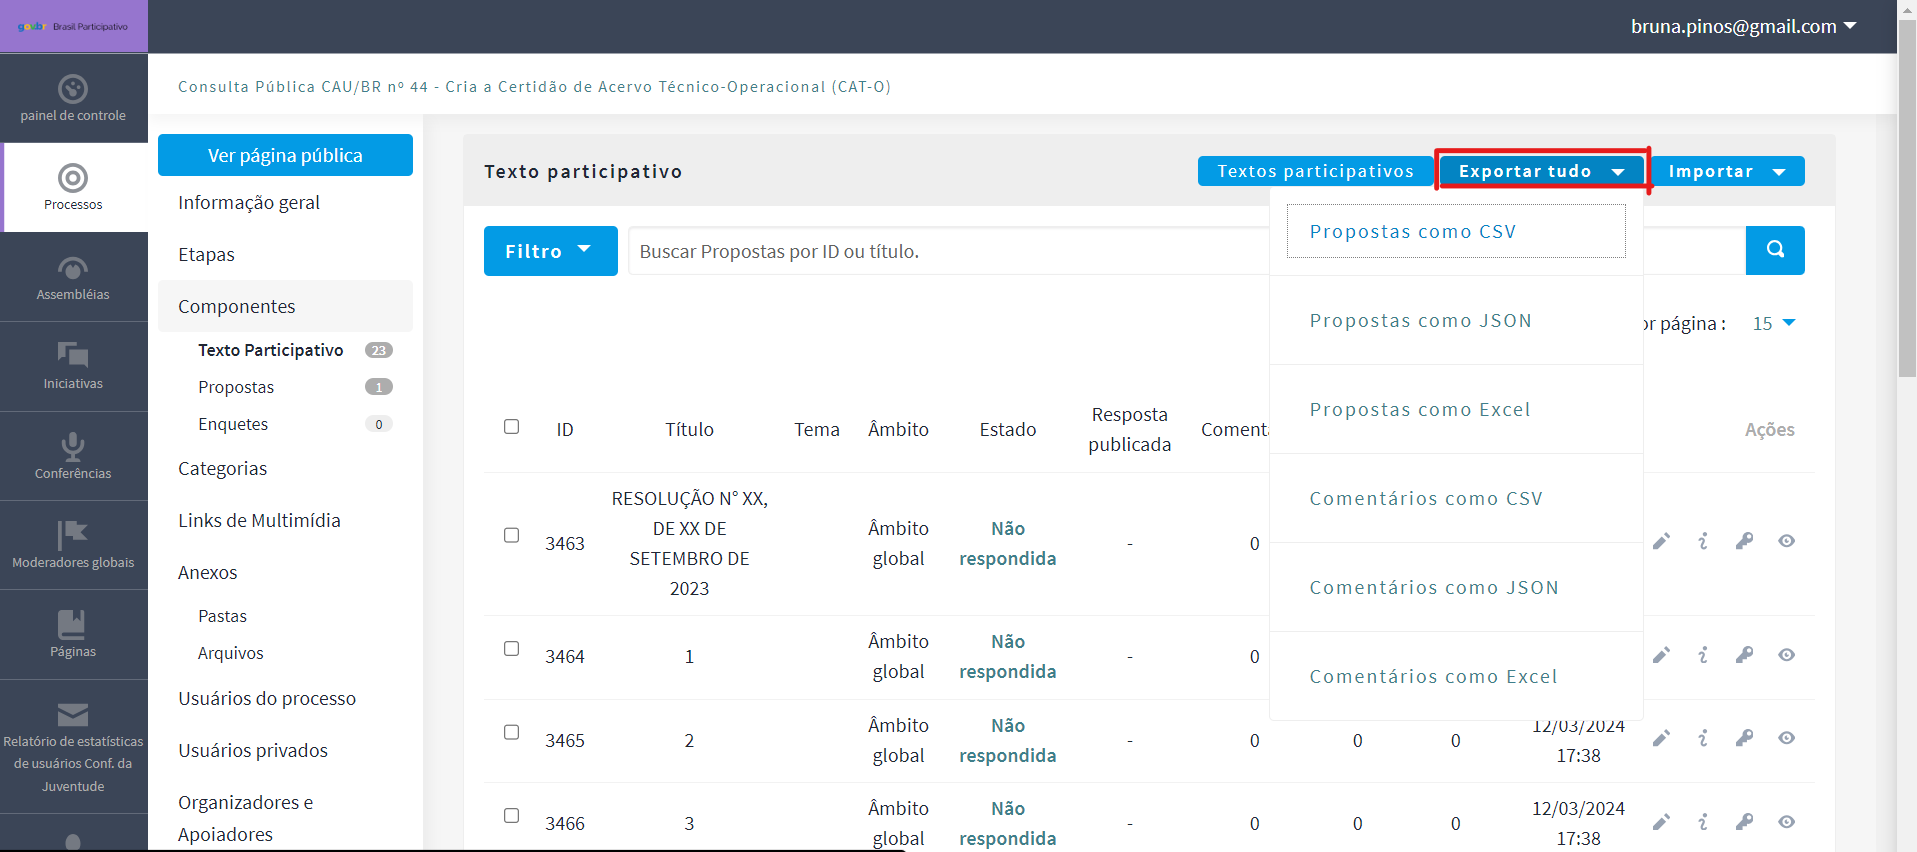 gov.br Brasil Participativo
bruna.pinos@gmail.com
painel de controle
Processos
Assembléias
Iniciativas
Conferências
Moderadores globais
Páginas
Relatório de estatísticas
de usuários Conf. da
Juventude
Consulta Pública CAU/BR nº 44 - Cria a Certidão de Acervo Técnico-Operacional (CAT-O)
Ver página pública
Informação geral
Etapas
Componentes
Texto Participativo 23
Propostas 1
Enquetes 0
Categorias
Links de Multimídia
Anexos
Pastas
Arquivos
Usuários do processo
Usuários privados
Organizadores e
Apoiadores
Texto participativo
Textos participativos
Exportar tudo
Importar
Filtro
Buscar Propostas por ID ou título.
Propostas como CSV
Propostas como JSON
Propostas como Excel
Comentários como CSV
Comentários como JSON
Comentários como Excel
or página : 15
ID Título Tema Âmbito Estado Resposta
publicada Coment Ações
3463 RESOLUÇÃO N° XX,
DE XX DE
SETEMBRO DE
2023 Âmbito
global Não
respondida - 0
3464 1 Âmbito
global Não
respondida - 0
3465 2 Âmbito
global Não
respondida - 0 0 0 12/03/2024
17:38
3466 3 Âmbito
global Não
respondida - 0 0 0 12/03/2024
17:38